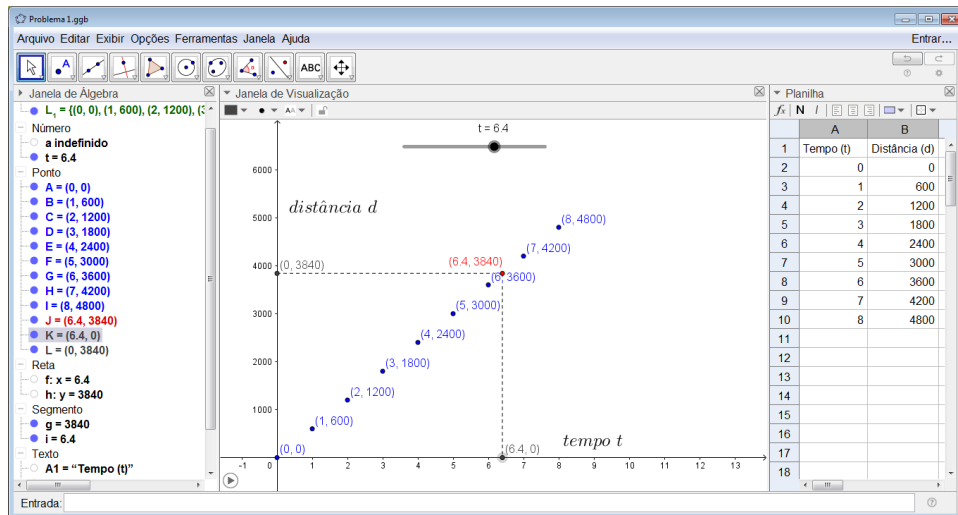 Problema 1.ggb
Arquivo Editar Exibir Opções Ferramentas Janela Ajuda
Entrar...
ABC
Janela de Álgebra
L1 = {(0, 0), (1, 600), (2, 1200), (3
Número
a indefinido
t = 6.4
Ponto
A = (0, 0)
B = (1, 600)
C = (2, 1200)
D = (3, 1800)
E = (4, 2400)
F = (5, 3000)
G = (6, 3600)
H = (7, 4200)
I = (8, 4800)
J = (6.4, 3840)
K = (6.4, 0)
L = (0, 3840)
Reta
f: x = 6.4
h: y = 3840
Segmento
g = 3840
i = 6.4
Texto
A1 = “Tempo (t)”
Janela de Visualização
AA
t = 6.4
6000
distância d
5000
(8, 4800)
(7, 4200)
4000
(0, 3840)
(6.4, 3840)
(6, 3600)
3000
(5, 3000)
(4, 2400)
2000
(3, 1800)
(2, 1200)
1000
(1, 600)
tempo t
(0, 0)
(6.4, 0)
-1 0 1 2 3 4 5 6 7 8 9 10 11 12 13
Planilha
fx N I
A B
1 Tempo (t) Distância (d)
2 0 0
3 1 600
4 2 1200
5 3 1800
6 4 2400
7 5 3000
8 6 3600
9 7 4200
10 8 4800
11
12
13
14
15
16
17
18
Entrada: